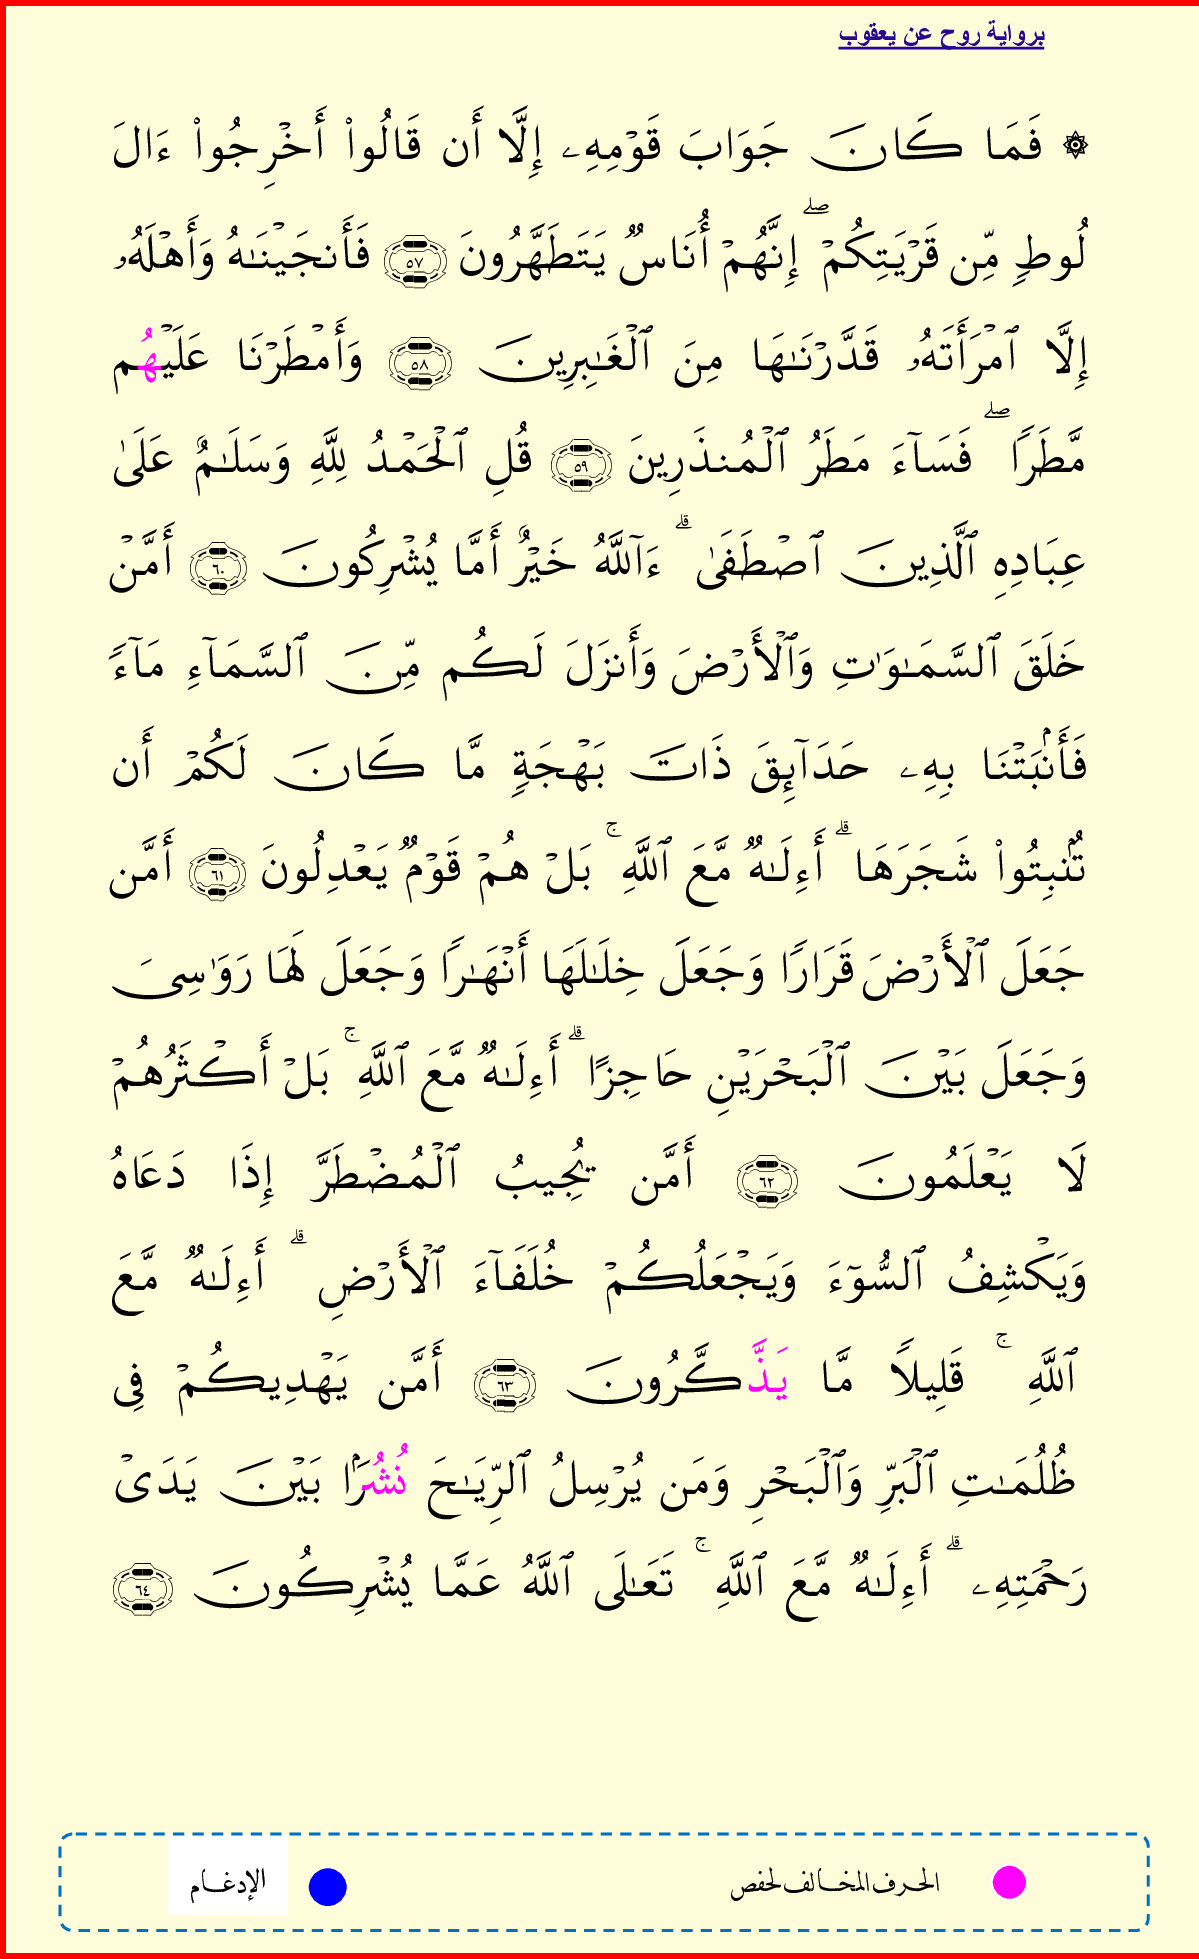 برواية روح عن يعقوب
۞ فَمَا كَانَ جَوَابَ قَوْمِهِۦ إِلَّا أَن قَالُوا۟ أَخْرِجُوا۟ ءَالَ
لُوطٍ مِّن قَرْيَتِكُمْ ۖ إِنَّهُمْ أُنَاسٌ يَتَطَهَّرُونَ ٥٧ فَأَنجَيْنَـٰهُ وَأَهْلَهُۥ
إِلَّا ٱمْرَأَتَهُۥ قَدَّرْنَـٰهَا مِنَ ٱلْغَـٰبِرِينَ ٥٨ وَأَمْطَرْنَا عَلَيْهُم
مَّطَرًا ۖ فَسَآءَ مَطَرُ ٱلْمُنذَرِينَ ٥٩ قُلِ ٱلْحَمْدُ لِلَّهِ وَسَلَـٰمٌ عَلَىٰ
عِبَادِهِ ٱلَّذِينَ ٱصْطَفَىٰ ۗ ءَآللَّهُ خَيْرٌ أَمَّا يُشْرِكُونَ ٦٠ أَمَّنْ
خَلَقَ ٱلسَّمَـٰوَٰتِ وَٱلْأَرْضَ وَأَنزَلَ لَكُم مِّنَ ٱلسَّمَآءِ مَآءً
فَأَنۢبَتْنَا بِهِۦ حَدَآئِقَ ذَاتَ بَهْجَةٍ مَّا كَانَ لَكُمْ أَن
تُنۢبِتُوا۟ شَجَرَهَا ۗ أَءِلَـٰهٌ مَّعَ ٱللَّهِ ۚ بَلْ هُمْ قَوْمٌ يَعْدِلُونَ ٦١ أَمَّن
جَعَلَ ٱلْأَرْضَ قَرَارًا وَجَعَلَ خِلَـٰلَهَا أَنْهَـٰرًا وَجَعَلَ لَهَا رَوَٰسِىَ
وَجَعَلَ بَيْنَ ٱلْبَحْرَيْنِ حَاجِزًا ۗ أَءِلَـٰهٌ مَّعَ ٱللَّهِ ۚ بَلْ أَكْثَرُهُمْ
لَا يَعْلَمُونَ ٦٢ أَمَّن يُجِيبُ ٱلْمُضْطَرَّ إِذَا دَعَاهُ
وَيَكْشِفُ ٱلسُّوٓءَ وَيَجْعَلُكُمْ خُلَفَآءَ ٱلْأَرْضِ ۗ أَءِلَـٰهٌ مَّعَ
ٱللَّهِ ۚ قَلِيلًا مَّا يَذَّكَّرُونَ ٦٣ أَمَّن يَهْدِيكُمْ فِى
ظُلُمَـٰتِ ٱلْبَرِّ وَٱلْبَحْرِ وَمَن يُرْسِلُ ٱلرِّيَـٰحَ نُشُرًۢا بَيْنَ يَدَىْ
رَحْمَتِهِۦ ۗ أَءِلَـٰهٌ مَّعَ ٱللَّهِ ۚ تَعَـٰلَى ٱللَّهُ عَمَّا يُشْرِكُونَ ٦٤
الحرف المخالف لحفص
الإدغام